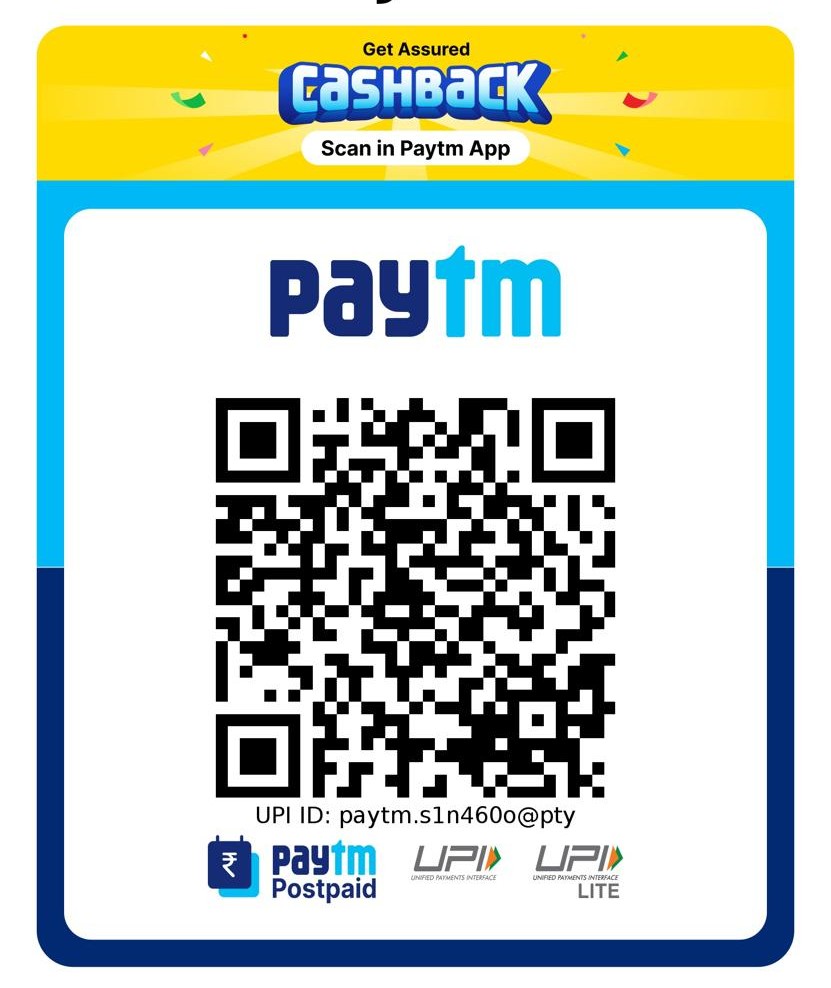 Get Assured
CASHBACK
Scan in Paytm App
paytm
UPI ID: paytm.s1n460o@pty
₹
paytm
Postpaid
UPI
UNIFIED PAYMENTS INTERFACE
UPI
UNIFIED PAYMENTS INTERFACE
LITE